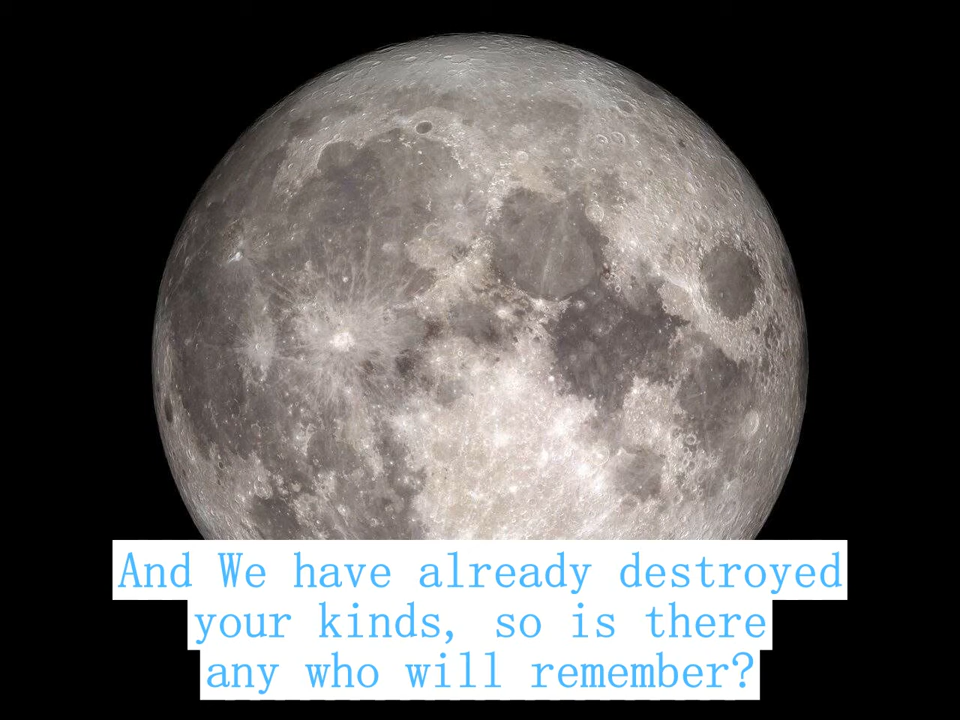 And We have already destroyed
your kinds, so is there
any who will remember?